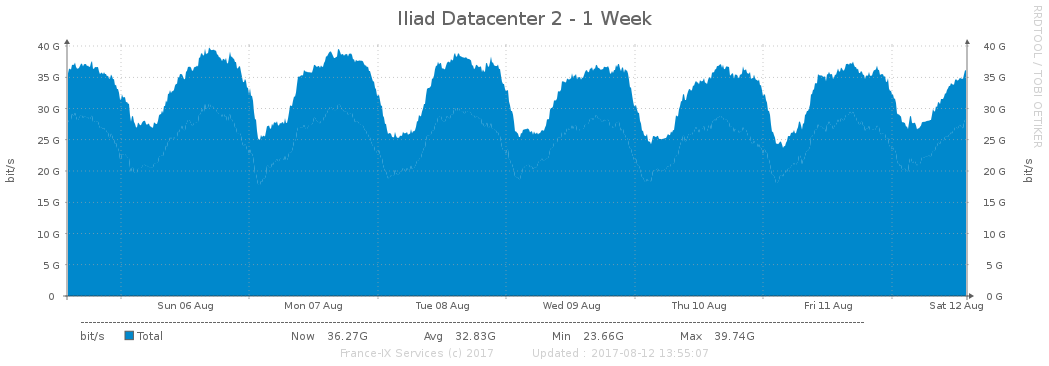 Iliad Datacenter 2 - 1 Week
RRDTOOL / TOBI OETIKER
bit/s
40 G 40 G
35 G 35 G
30 G 30 G
25 G 25 G
20 G 20 G
15 G 15 G
10 G 10 G
5 G 5 G
0 0 G
bit/s
Sun 06 Aug Mon 07 Aug Tue 08 Aug Wed 09 Aug Thu 10 Aug Fri 11 Aug Sat 12 Aug
bit/s Total Now 36.27G Avg 32.83G Min 23.66G Max 39.74G
France-IX Services (c) 2017 Updated : 2017-08-12 13:55:07